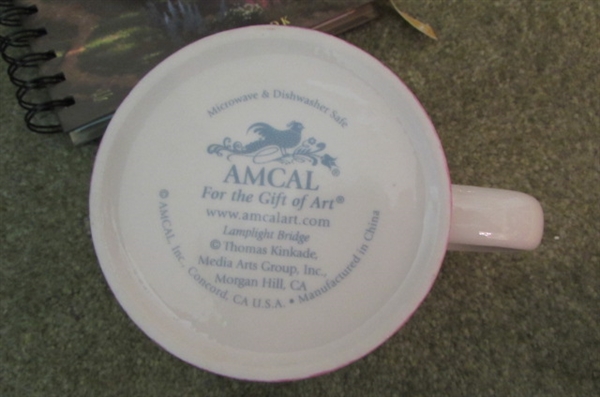 Microwave & Dishwasher Safe
AMCAL
For the Gift of Art®
www.amcalart.com
Lamplight Bridge
© Thomas Kinkade,
Media Arts Group, Inc.,
Morgan Hill, CA
© AMCAL, Inc., Concord, CA U.S.A. • Manufactured in China